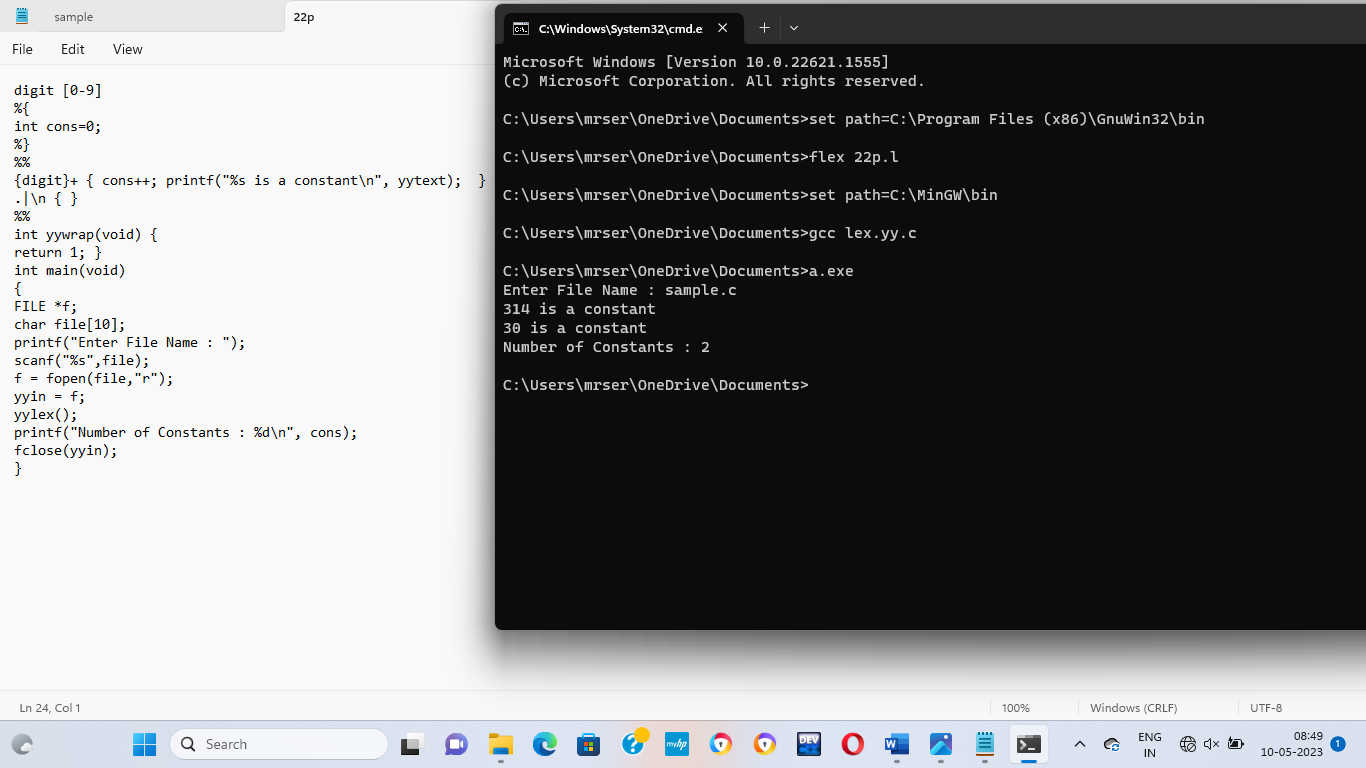 sample
22p
File Edit View
digit [0-9]
%{
int cons=0;
%}
%%
{digit}+ { cons++; printf("%s is a constant\n", yytext);  }
.|\n { }
%%
int yywrap(void) {
return 1; }
int main(void)
{
FILE *f;
char file[10];
printf("Enter File Name : ");
scanf("%s",file);
f = fopen(file,"r");
yyin = f;
yylex();
printf("Number of Constants : %d\n", cons);
fclose(yyin);
}
Ln 24, Col 1
100%
Windows (CRLF)
UTF-8
C:\Windows\System32\cmd.e
Microsoft Windows [Version 10.0.22621.1555]
(c) Microsoft Corporation. All rights reserved.
C:\Users\mrser\OneDrive\Documents>set path=C:\Program Files (x86)\GnuWin32\bin
C:\Users\mrser\OneDrive\Documents>flex 22p.l
C:\Users\mrser\OneDrive\Documents>set path=C:\MinGW\bin
C:\Users\mrser\OneDrive\Documents>gcc lex.yy.c
C:\Users\mrser\OneDrive\Documents>a.exe
Enter File Name : sample.c
314 is a constant
30 is a constant
Number of Constants : 2
C:\Users\mrser\OneDrive\Documents>
Search
myhp
DEV
W
ENG
IN
08:49
10-05-2023
1